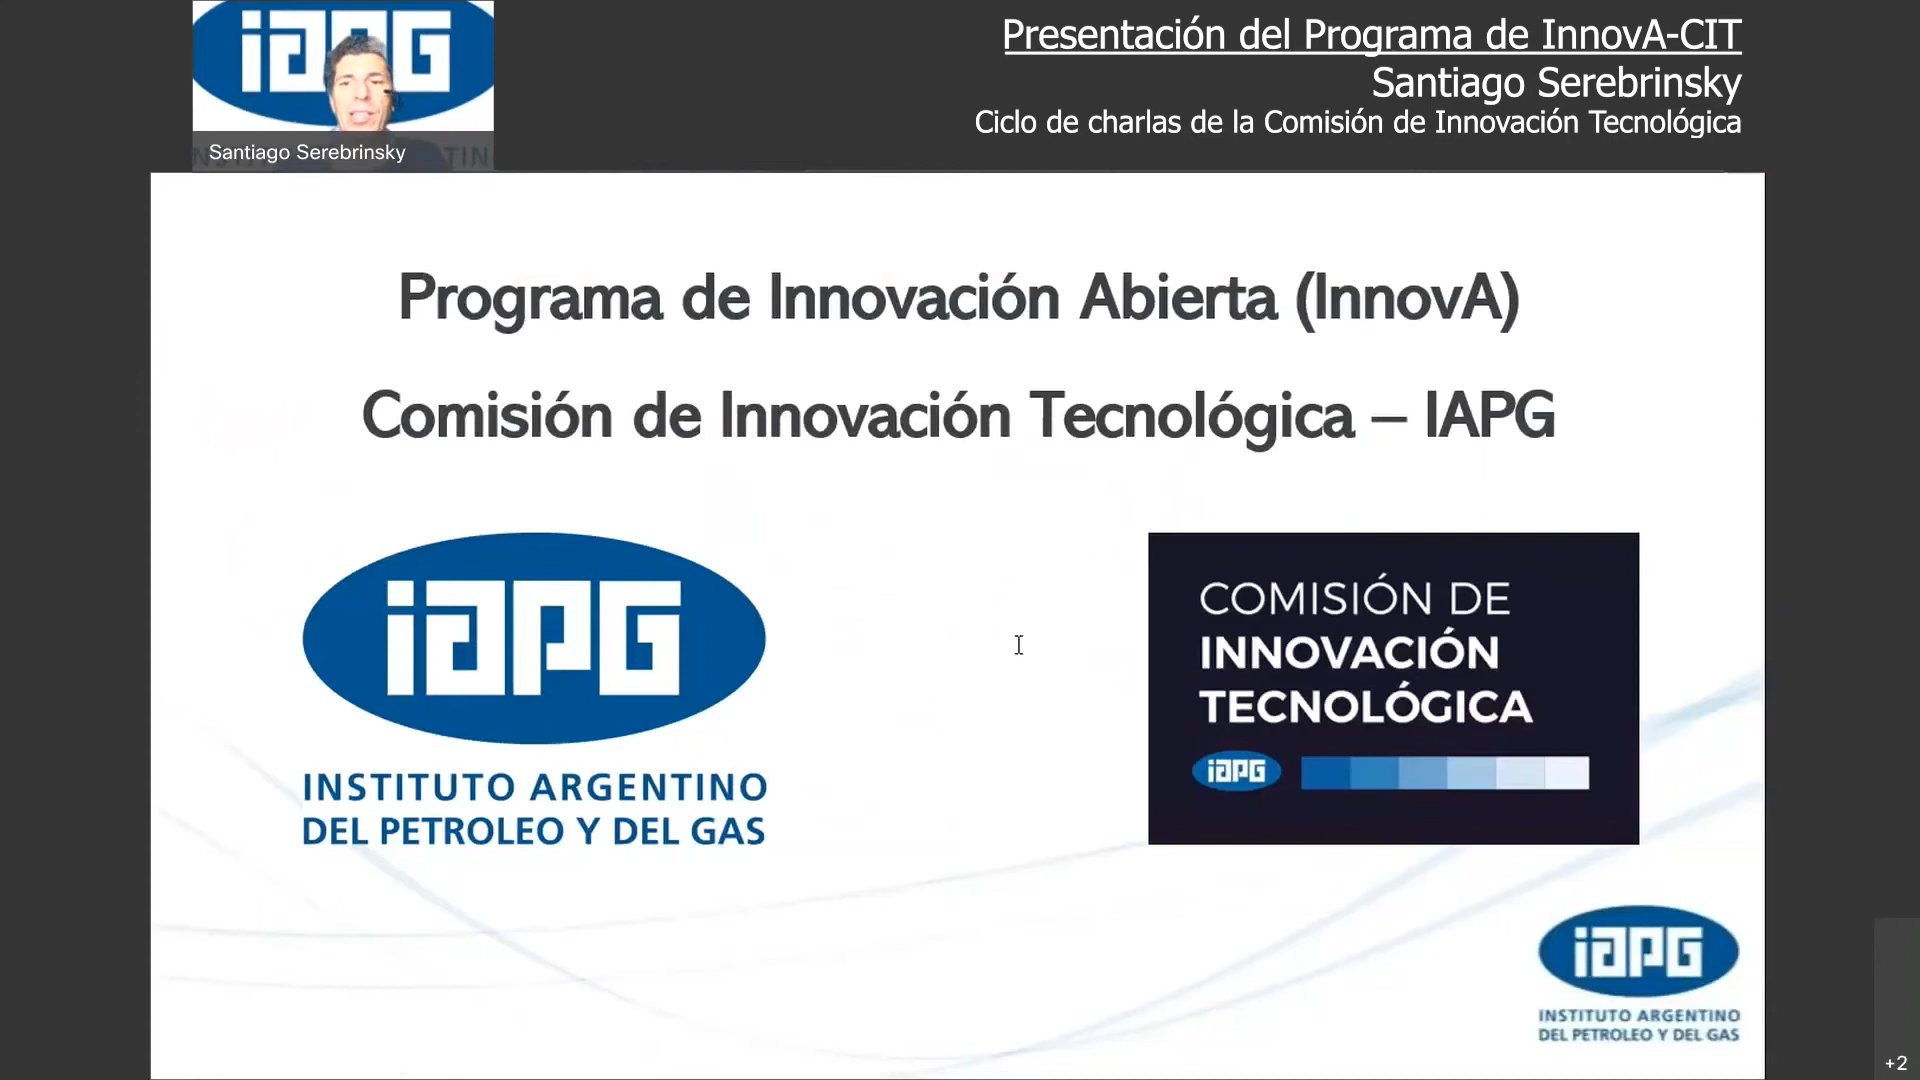 iAPG
Santiago Serebrinsky
Presentación del Programa de InnovA-CIT
Santiago Serebrinsky
Ciclo de charlas de la Comisión de Innovación Tecnológica
Programa de Innovación Abierta (InnovA)
Comisión de Innovación Tecnológica – IAPG
iAPG
INSTITUTO ARGENTINO
DEL PETROLEO Y DEL GAS
COMISIÓN DE
INNOVACIÓN
TECNOLÓGICA
iAPG
iAPG
INSTITUTO ARGENTINO
DEL PETROLEO Y DEL GAS
+2